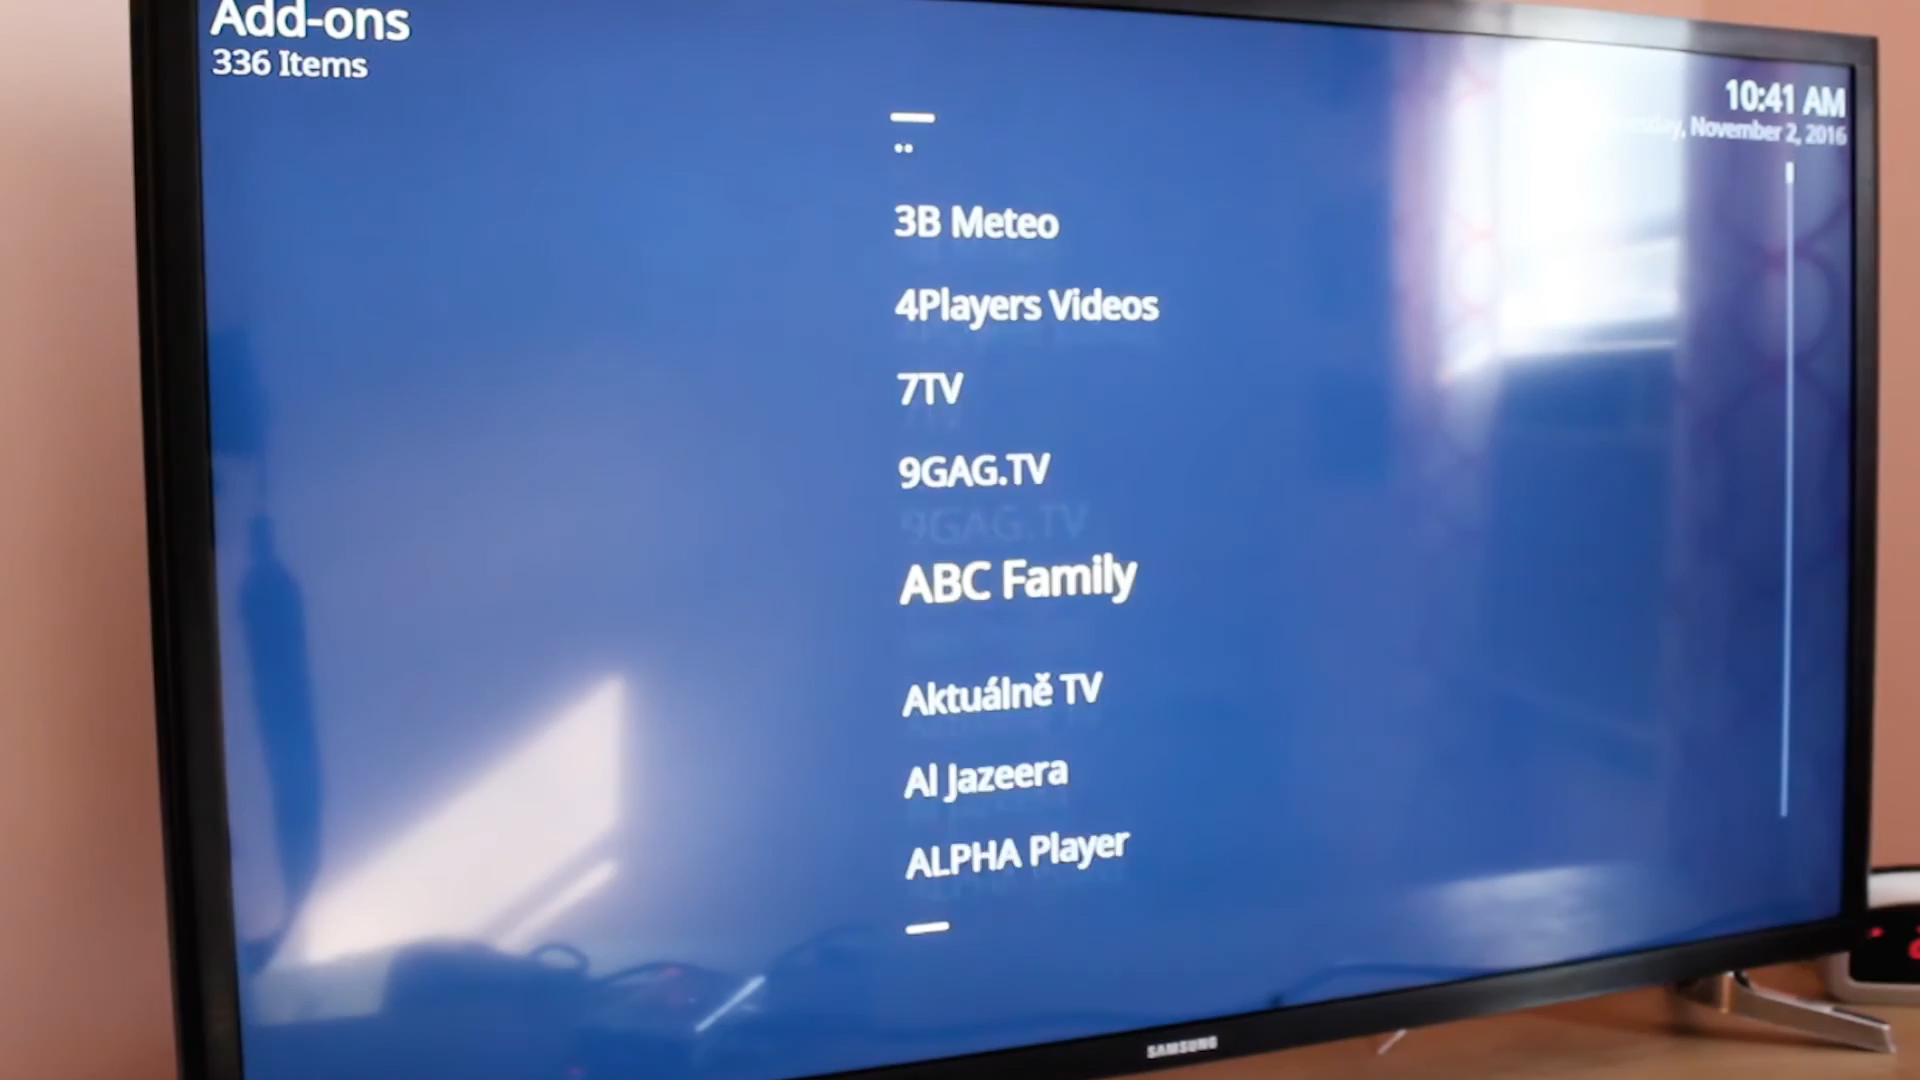 Add-ons
336 Items
10:41 AM
November 2, 2016
..
3B Meteo
4Players Videos
7TV
9GAG.TV
ABC Family
Aktuálně TV
Al Jazeera
ALPHA Player
SAMSUNG